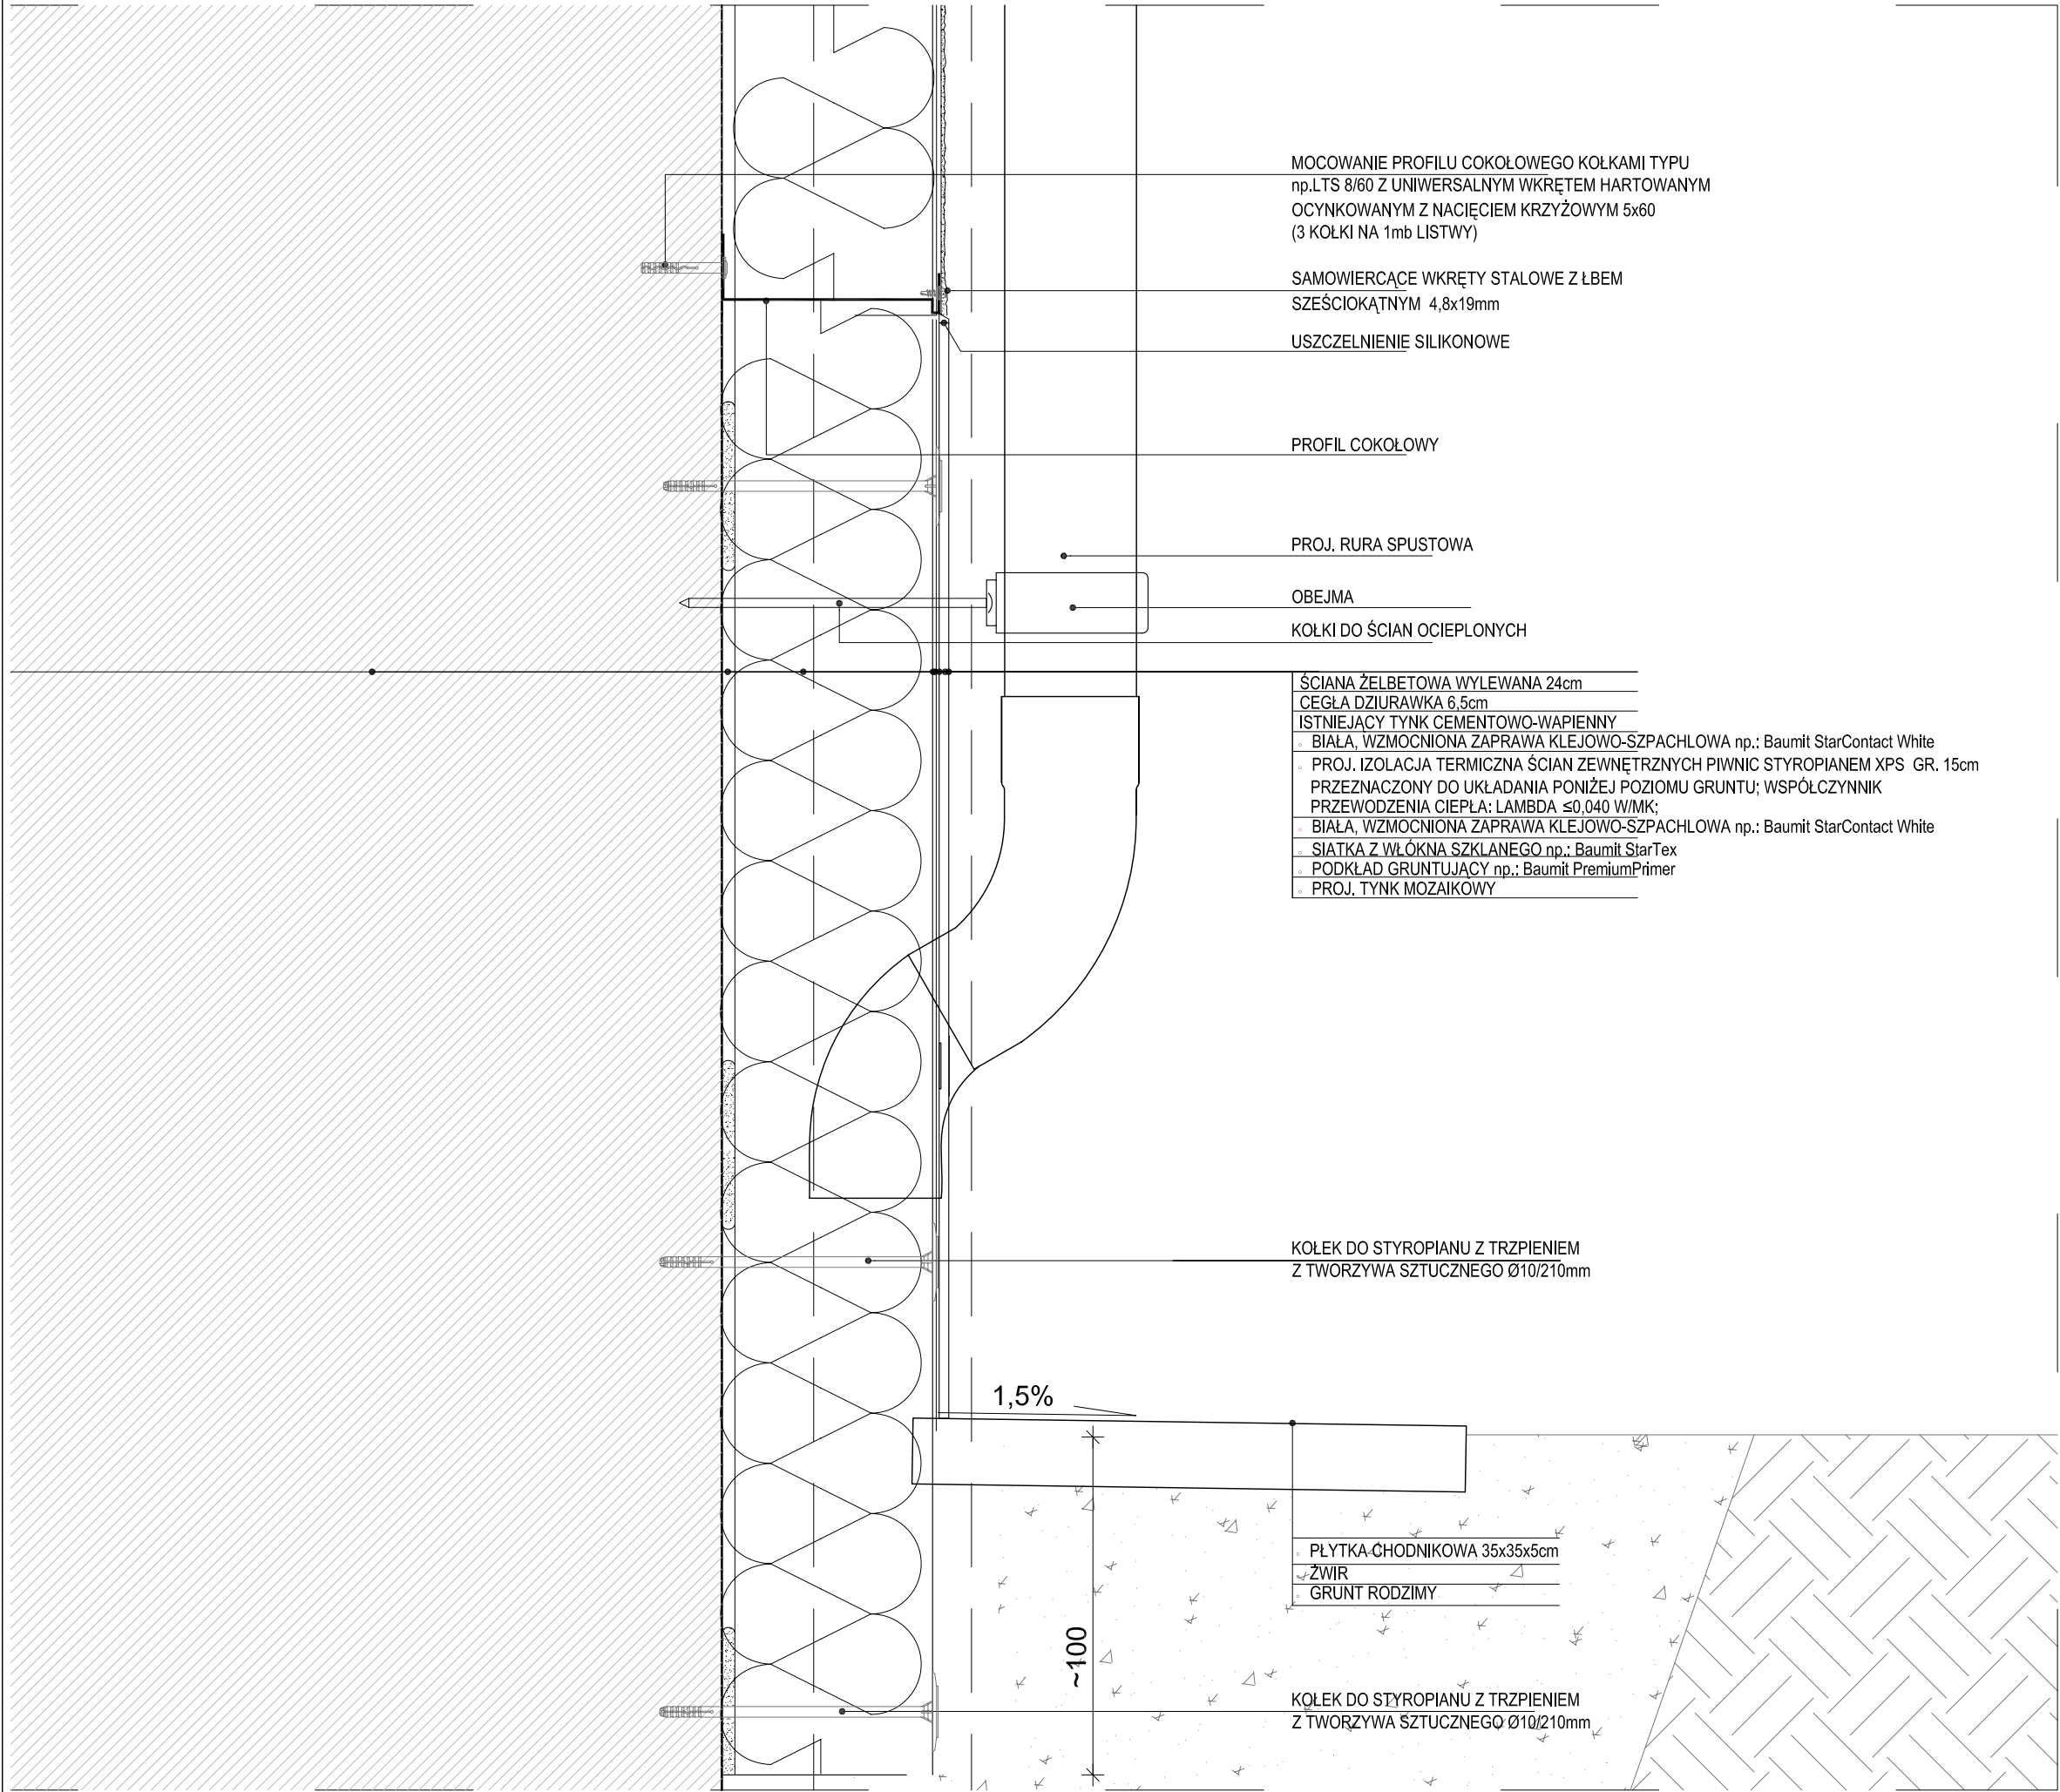 MOCOWANIE PROFILU COKOŁOWEGO KOŁKAMI TYPU
np.LTS 8/60 Z UNIWERSALNYM WKRĘTEM HARTOWANYM
OCYNKOWANYM Z NACIĘCIEM KRZYŻOWYM 5x60
(3 KOŁKI NA 1mb LISTWY)
SAMOWIERCĄCE WKRĘTY STALOWE Z ŁBEM
SZEŚCIOKĄTNYM 4,8x19mm
USZCZELNIENIE SILIKONOWE
PROFIL COKOŁOWY
PROJ. RURA SPUSTOWA
OBEJMA
KOŁKI DO ŚCIAN OCIEPLONYCH
ŚCIANA ŻELBETOWA WYLEWANA 24cm
CEGŁA DZIURAWKA 6,5cm
ISTNIEJĄCY TYNK CEMENTOWO-WAPIENNY
BIAŁA, WZMOCNIONA ZAPRAWA KLEJOWO-SZPACHLOWA np.: Baumit StarContact White
PROJ. IZOLACJA TERMICZNA ŚCIAN ZEWNĘTRZNYCH PIWNIC STYROPIANEM XPS GR. 15cm
PRZEZNACZONY DO UKŁADANIA PONIŻEJ POZIOMU GRUNTU; WSPÓŁCZYNNIK
PRZEWODZENIA CIEPŁA: LAMBDA ≤0,040 W/MK;
BIAŁA, WZMOCNIONA ZAPRAWA KLEJOWO-SZPACHLOWA np.: Baumit StarContact White
SIATKA Z WŁÓKNA SZKLANEGO np.: Baumit StarTex
PODKŁAD GRUNTUJĄCY np.: Baumit PremiumPrimer
PROJ. TYNK MOZAIKOWY
KOŁEK DO STYROPIANU Z TRZPIENIEM
Z TWORZYWA SZTUCZNEGO Ø10/210mm
1,5%
PŁYTKA CHODNIKOWA 35x35x5cm
ŻWIR
GRUNT RODZIMY
~100
KOŁEK DO STYROPIANU Z TRZPIENIEM
Z TWORZYWA SZTUCZNEGO Ø10/210mm